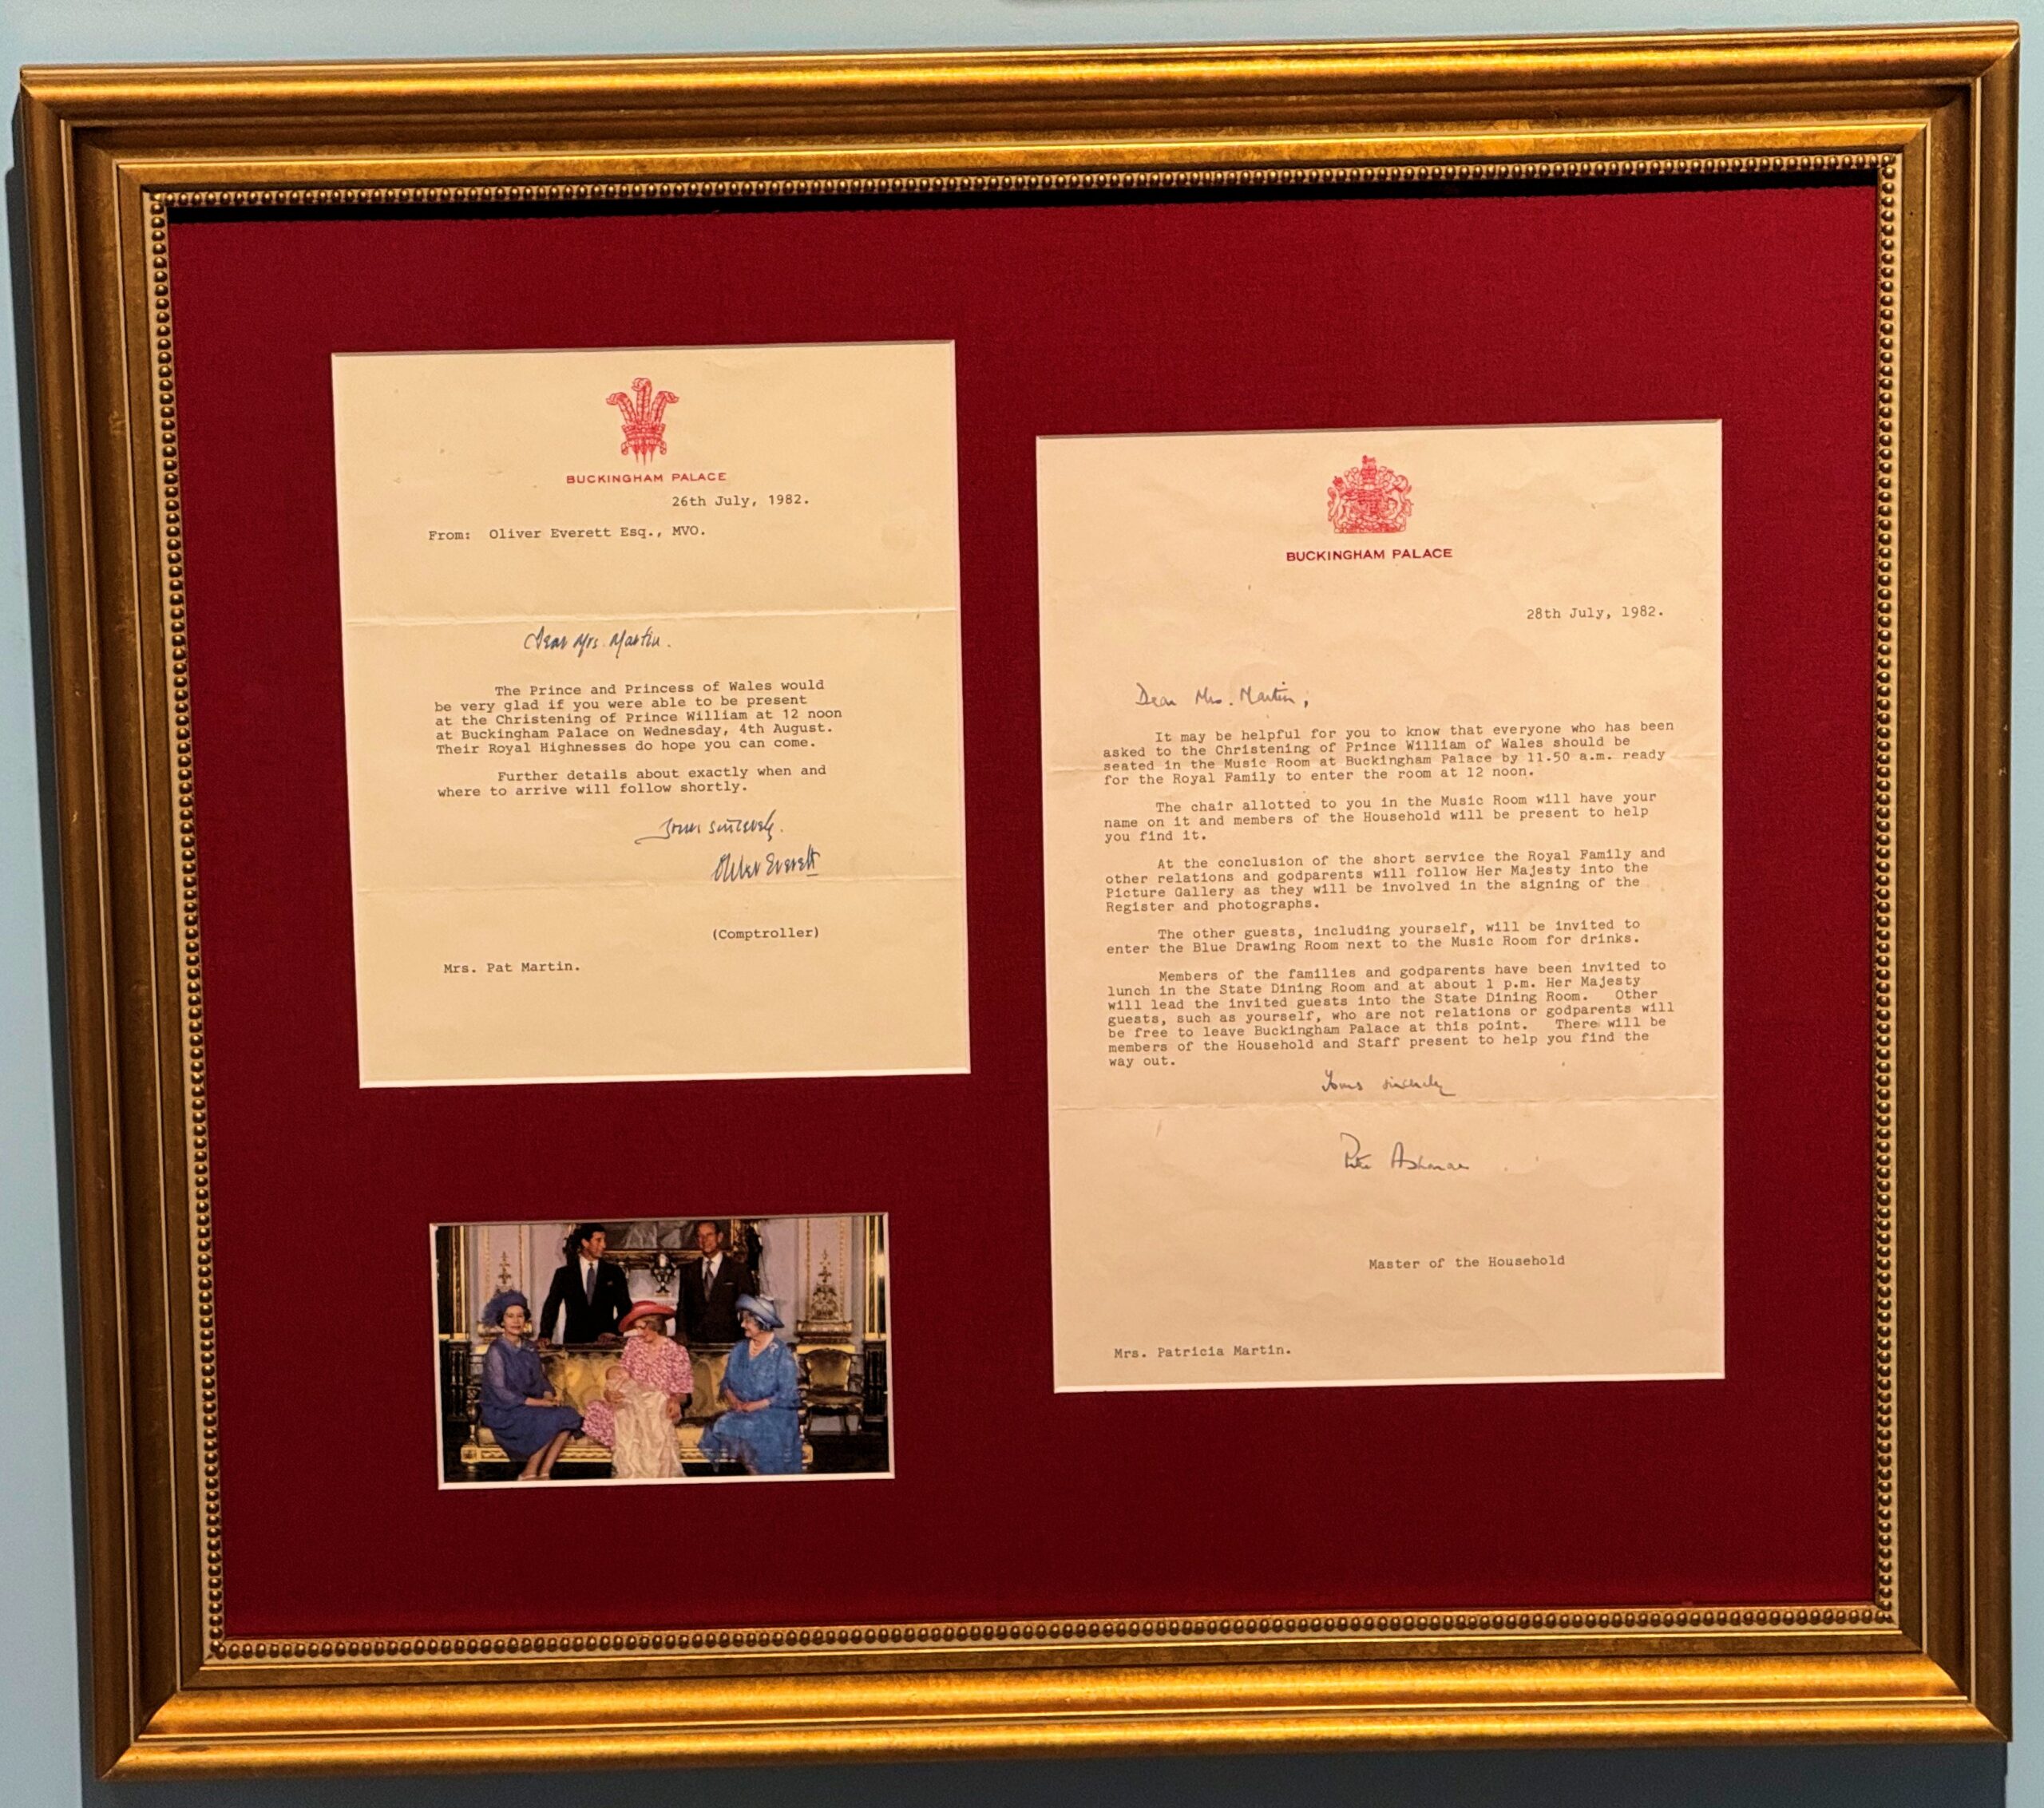 BUCKINGHAM PALACE
26th July, 1982.
From: Oliver Everett Esq., MVO.
Dear Mrs. Martin.
The Prince and Princess of Wales would
be very glad if you were able to be present
at the Christening of Prince William at 12 noon
at Buckingham Palace on Wednesday, 4th August.
Their Royal Highnesses do hope you can come.
Further details about exactly when and
where to arrive will follow shortly.
Yours sincerely.
Oliver Everett
(Comptroller)
Mrs. Pat Martin.
BUCKINGHAM PALACE
28th July, 1982.
Dear Mrs. Martin,
It may be helpful for you to know that everyone who has been
asked to the Christening of Prince William of Wales should be
seated in the Music Room at Buckingham Palace by 11.50 a.m. ready
for the Royal Family to enter the room at 12 noon.
The chair allotted to you in the Music Room will have your
name on it and members of the Household will be present to help
you find it.
At the conclusion of the short service the Royal Family and
other relations and godparents will follow Her Majesty into the
Picture Gallery as they will be involved in the signing of the
Register and photographs.
The other guests, including yourself, will be invited to
enter the Blue Drawing Room next to the Music Room for drinks.
Members of the families and godparents have been invited to
lunch in the State Dining Room and at about 1 p.m. Her Majesty
will lead the invited guests into the State Dining Room. Other
guests, such as yourself, who are not relations or godparents will
be free to leave Buckingham Palace at this point. There will be
members of the Household and Staff present to help you find the
way out.
Yours sincerely
Peter Ashmore
Master of the Household
Mrs. Patricia Martin.